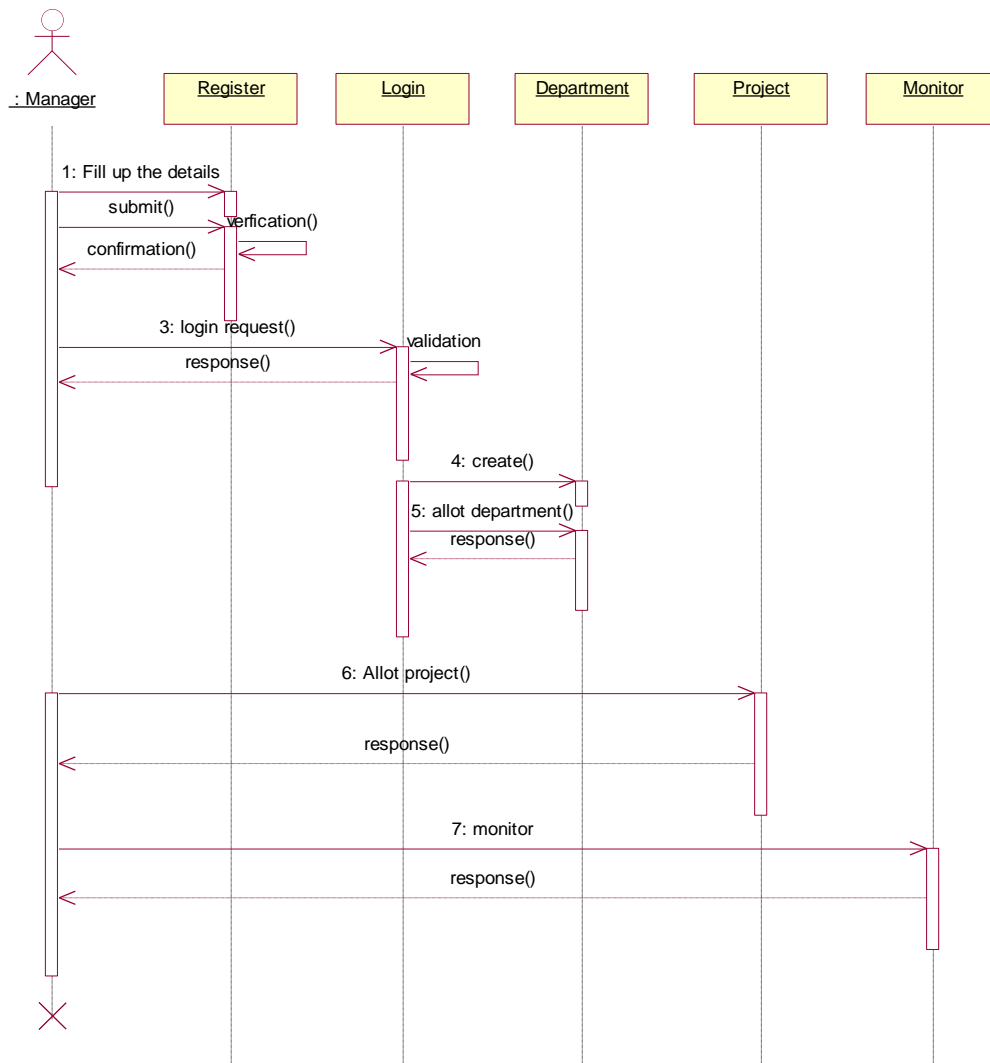 : Manager
Register
Login
Department
Project
Monitor
1: Fill up the details
submit()
verfication()
confirmation()
3: login request()
validation
response()
4: create()
5: allot department()
response()
6: Allot project()
response()
7: monitor
response()